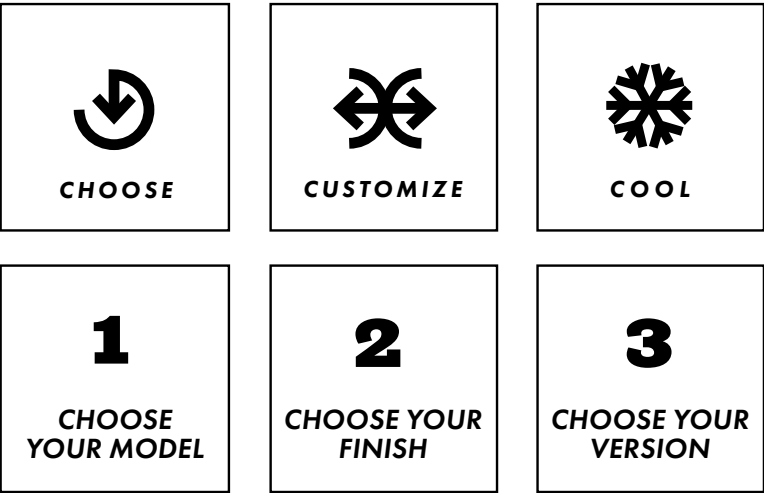 CHOOSE
CUSTOMIZE
COOL
1
CHOOSE
YOUR MODEL
2
CHOOSE YOUR
FINISH
3
CHOOSE YOUR
VERSION